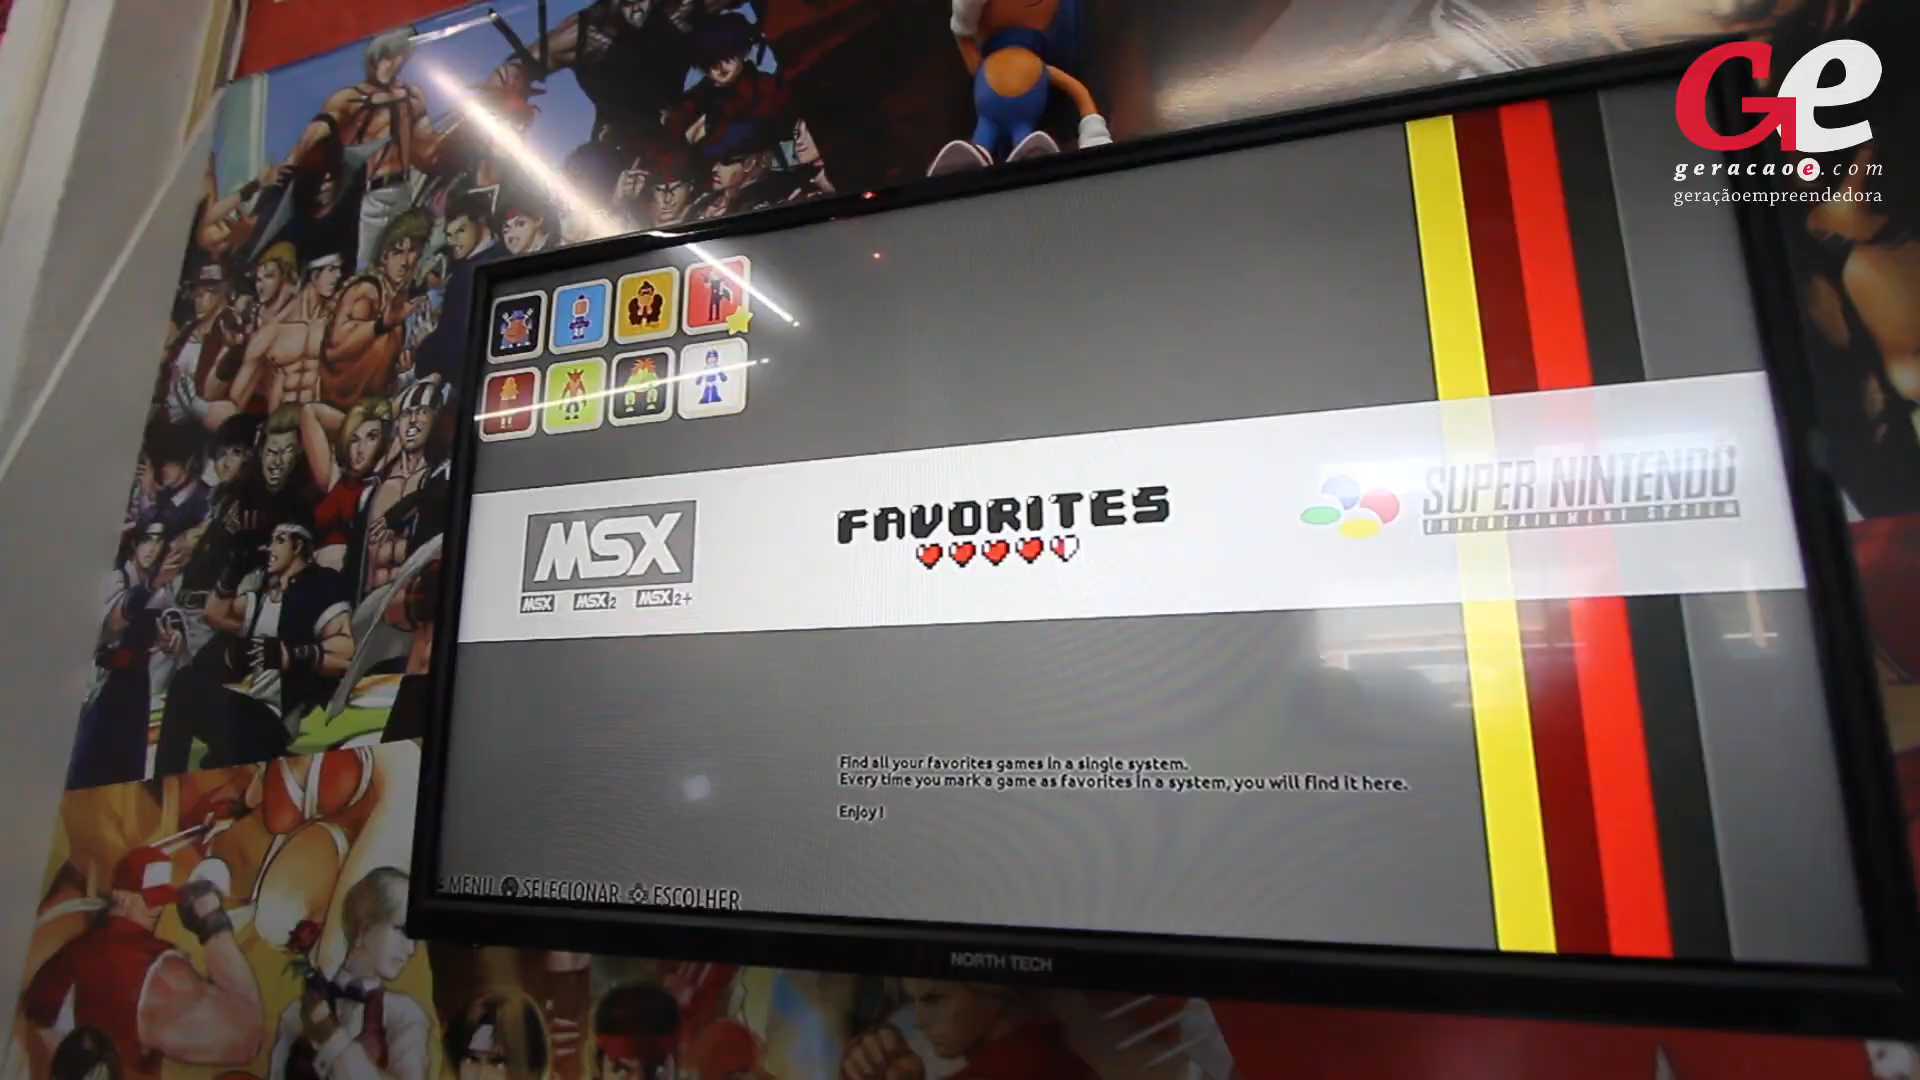 Ge
geracaoe.com
geraçãoempreendedora
MSX
MSX MSX2 MSX2+
FAVORITES
SUPER NINTENDO
ENTERTAINMENT SYSTEM
Find all your favorites games in a single system.
Every time you mark a game as favorites in a system, you will find it here.
Enjoy !
MENU SELECIONAR ESCOLHER
NORTH TECH